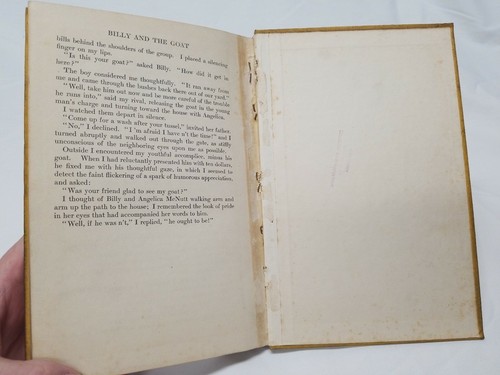 BILLY AND THE GOAT
bills behind the shoulders of the group. I placed a silencing
finger on my lips.
"Is this your goat?" asked Billy. "How did it get in
here?"
The boy considered me thoughtfully. "It ran away from
me and came through the bushes back there out of our yard."
"Well, take him out now and be more careful of the trouble
he runs into," said my rival, releasing the goat in the young
man's charge and turning toward the house with Angelica.
I watched them depart in silence.
"Come up for a week after your tussel," invited her father.
"No," I declined. "I'm afraid I have n't the time!" and I
turned abruptly and walked out through the gate, as stiffly
unconscious of the neighboring eyes upon me as possible.
Outside I encountered my youthful accomplice, minus his
goat. When I had reluctantly presented him with ten dollars,
he fixed me with his thoughtful gaze, in which I seemed to
detect the faint flickering of a spark of humorous appreciation,
and asked:
"Was your friend glad to see my goat?"
I thought of Billy and Angelica McNutt walking arm and
arm up the path to the house; I remembered the look of pride
in her eyes that had accompanied her words to him.
"Well, if he was n't," I replied, "he ought to be!"